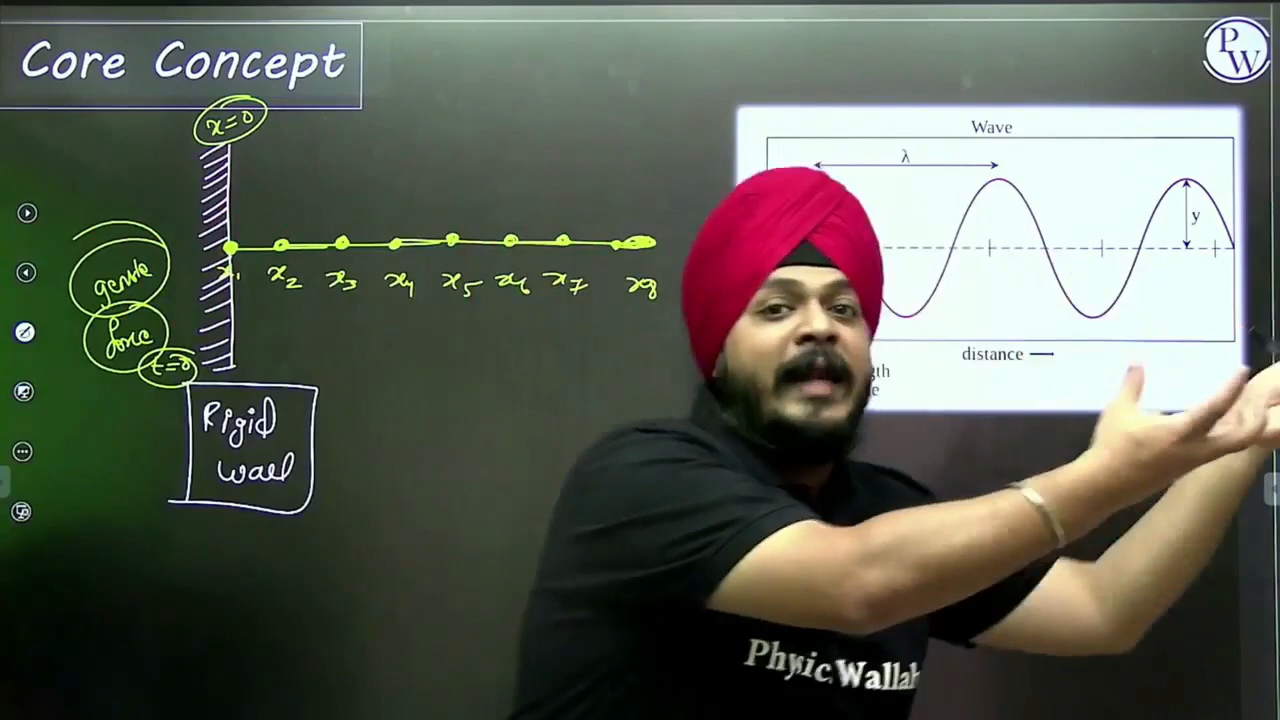 Core Concept
PW
x=0
Wave
λ
y
x1 x2 x3 x4 x5 x6 x7 x8
gentle
force
t=0
distance
Rigid
wall
Physic Wallah